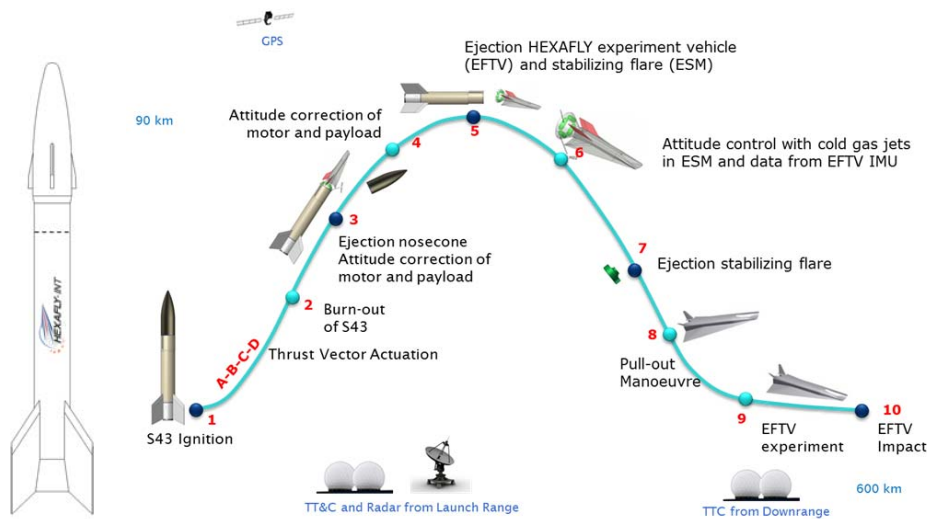 GPS
Ejection HEXAFLY experiment vehicle
(EFTV) and stabilizing flare (ESM)
90 km
Attitude correction of
motor and payload
4
5
6
Attitude control with cold gas jets
in ESM and data from EFTV IMU
3
Ejection nosecone
Attitude correction of
motor and payload
7
Ejection stabilizing flare
2
Burn-out
of S43
HEXAFLY-INT
8
Pull-out
Manoeuvre
A-B-C-D
Thrust Vector Actuation
1
S43 Ignition
9
EFTV
experiment
10
EFTV
Impact
TT&C and Radar from Launch Range
TTC from Downrange
600 km